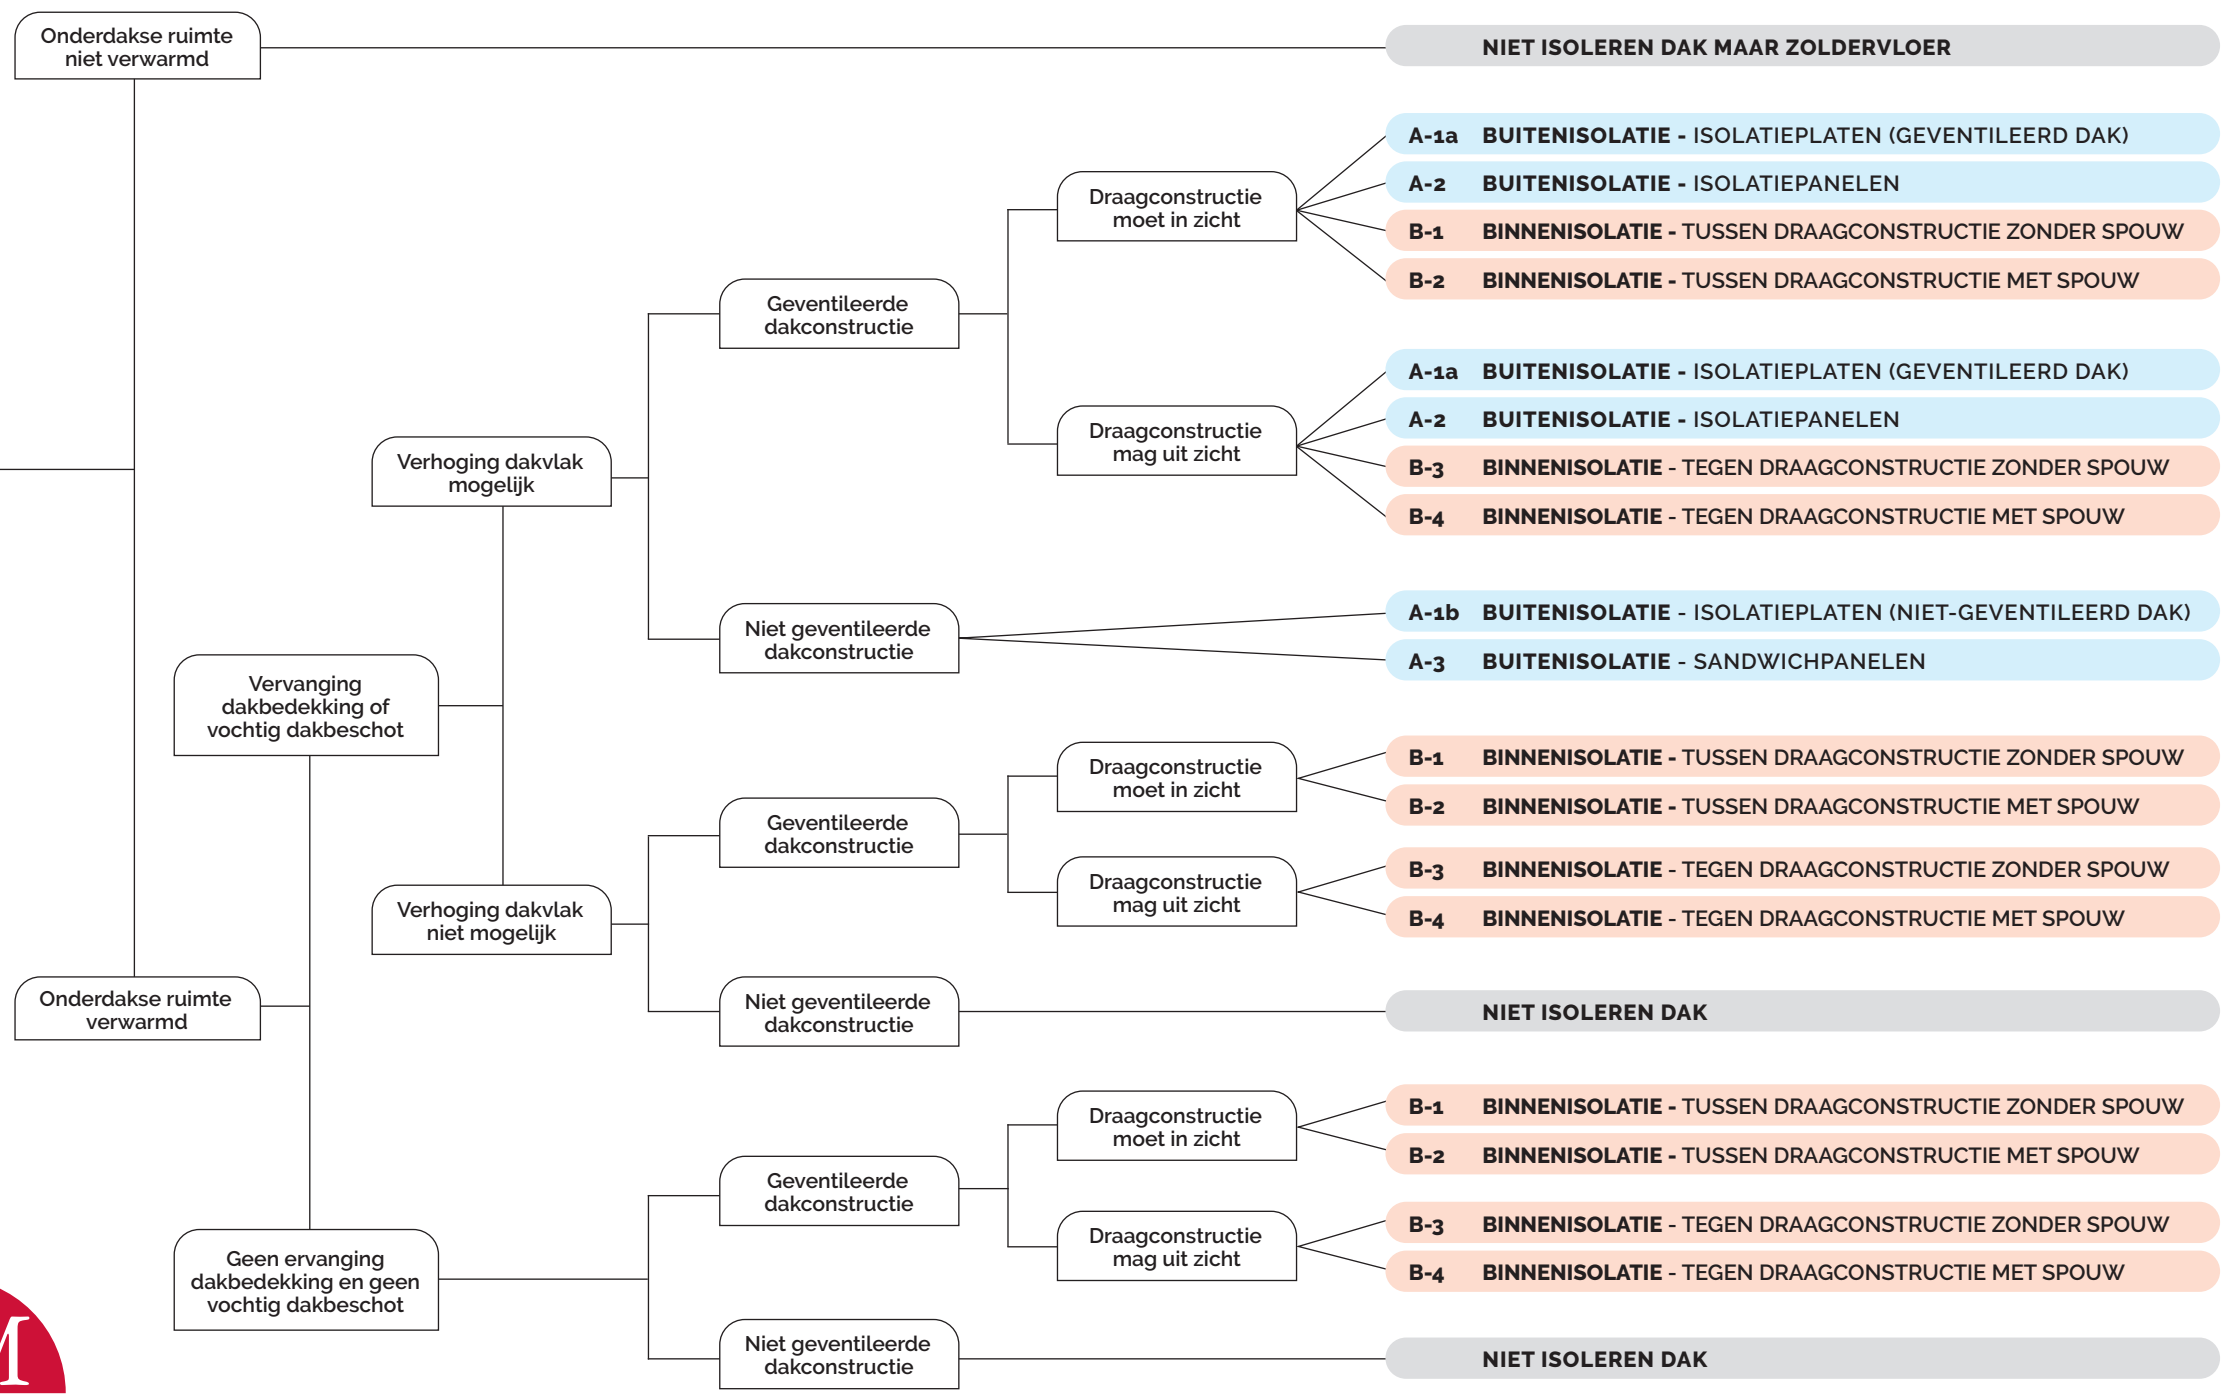 Onderdakse ruimte
niet verwarmd
NIET ISOLEREN DAK MAAR ZOLDERVLOER
A-1a BUITENISOLATIE - ISOLATIEPLATEN (GEVENTILEERD DAK)
Draagconstructie
moet in zicht
A-2 BUITENISOLATIE - ISOLATIEPANELEN
B-1 BINNENISOLATIE - TUSSEN DRAAGCONSTRUCTIE ZONDER SPOUW
B-2 BINNENISOLATIE - TUSSEN DRAAGCONSTRUCTIE MET SPOUW
Geventileerde
dakconstructie
A-1a BUITENISOLATIE - ISOLATIEPLATEN (GEVENTILEERD DAK)
Draagconstructie
mag uit zicht
A-2 BUITENISOLATIE - ISOLATIEPANELEN
B-3 BINNENISOLATIE - TEGEN DRAAGCONSTRUCTIE ZONDER SPOUW
B-4 BINNENISOLATIE - TEGEN DRAAGCONSTRUCTIE MET SPOUW
Verhoging dakvlak
mogelijk
Niet geventileerde
dakconstructie
A-1b BUITENISOLATIE - ISOLATIEPLATEN (NIET-GEVENTILEERD DAK)
A-3 BUITENISOLATIE - SANDWICHPANELEN
Vervanging
dakbedekking of
vochtig dakbeschot
Draagconstructie
moet in zicht
B-1 BINNENISOLATIE - TUSSEN DRAAGCONSTRUCTIE ZONDER SPOUW
B-2 BINNENISOLATIE - TUSSEN DRAAGCONSTRUCTIE MET SPOUW
Geventileerde
dakconstructie
Draagconstructie
mag uit zicht
B-3 BINNENISOLATIE - TEGEN DRAAGCONSTRUCTIE ZONDER SPOUW
B-4 BINNENISOLATIE - TEGEN DRAAGCONSTRUCTIE MET SPOUW
Verhoging dakvlak
niet mogelijk
Onderdakse ruimte
verwarmd
Niet geventileerde
dakconstructie
NIET ISOLEREN DAK
Draagconstructie
moet in zicht
B-1 BINNENISOLATIE - TUSSEN DRAAGCONSTRUCTIE ZONDER SPOUW
B-2 BINNENISOLATIE - TUSSEN DRAAGCONSTRUCTIE MET SPOUW
Geventileerde
dakconstructie
Draagconstructie
mag uit zicht
B-3 BINNENISOLATIE - TEGEN DRAAGCONSTRUCTIE ZONDER SPOUW
B-4 BINNENISOLATIE - TEGEN DRAAGCONSTRUCTIE MET SPOUW
Geen ervanging
dakbedekking en geen
vochtig dakbeschot
Niet geventileerde
dakconstructie
NIET ISOLEREN DAK
M